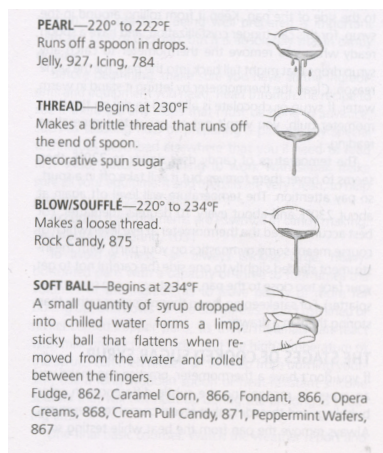 PEARL—220° to 222°F
Runs off a spoon in drops.
Jelly, 927, Icing, 784
THREAD—Begins at 230°F
Makes a brittle thread that runs off
the end of spoon.
Decorative spun sugar
BLOW/SOUFFLÉ—220° to 234°F
Makes a loose thread.
Rock Candy, 875
SOFT BALL—Begins at 234°F
A small quantity of syrup dropped
into chilled water forms a limp,
sticky ball that flattens when re-
moved from the water and rolled
between the fingers.
Fudge, 862, Caramel Corn, 866, Fondant, 866, Opera
Creams, 868, Cream Pull Candy, 871, Peppermint Wafers,
867